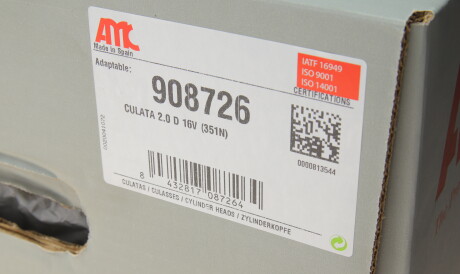 AMC
Made in Spain
IATF 16949
ISO 9001
ISO 14001
CERTIFICATIONS
Adaptable:
908726
CULATA 2.0 D 16V (351N)
0000813544
8 432817 087264
CULATAS / CULASSES / CYLINDER HEADS / ZYLINDERKOPFE